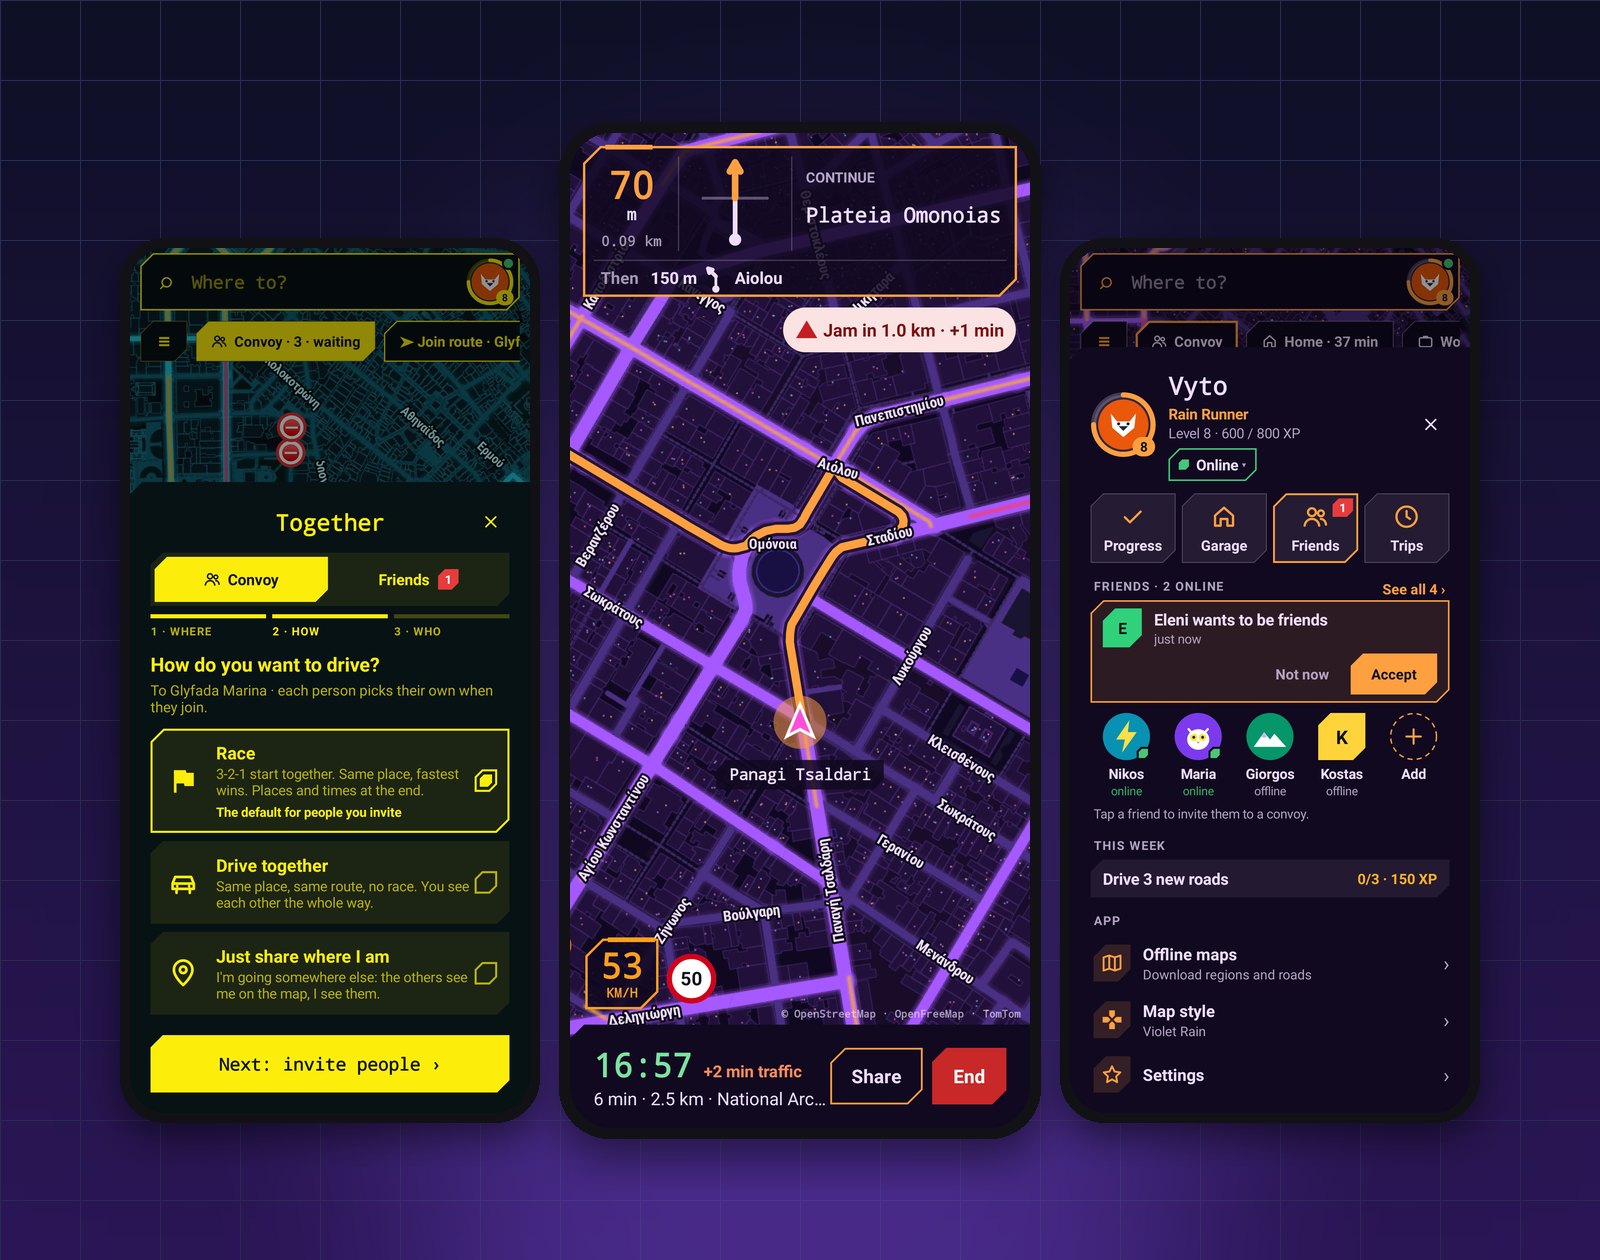 Where to?
8
Convoy · 3 · waiting
Join route · Glyf
Αθηναΐδος
Ερμού
Together
Convoy
Friends 1
1 · WHERE
2 · HOW
3 · WHO
How do you want to drive?
To Glyfada Marina · each person picks their own when
they join.
Race
3-2-1 start together. Same place, fastest
wins. Places and times at the end.
The default for people you invite
Drive together
Same place, same route, no race. You see
each other the whole way.
Just share where I am
I'm going somewhere else: the others see
me on the map, I see them.
Next: invite people ›
70
m
0.09 km
CONTINUE
Plateia Omonoias
Then 150 m Aiolou
Jam in 1.0 km · +1 min
Πανεπιστημίου
Αιόλου
Σταδίου
Ομόνοια
Βερανζέρου
Σωκράτους
Λυκούργου
Κλεισθένους
Panagi Tsaldari
Σωκράτους
Γερανίου
Αγίου Κωνσταντίνου
Παναγή Τσαλδάρη
Βούλγαρη
Ζήνωνος
Μενάνδρου
53
KM/H
50
Δεληγιώργη
© OpenStreetMap · OpenFreeMap · TomTom
16:57 +2 min traffic
6 min · 2.5 km · National Arc...
Share
End
Where to?
8
Convoy
Home · 37 min
Wo
Vyto
Rain Runner
Level 8 · 600 / 800 XP
8
Online
Progress
Garage
Friends
1
Trips
FRIENDS · 2 ONLINE
See all 4 ›
E
Eleni wants to be friends
just now
Not now
Accept
K
Nikos
online
Maria
online
Giorgos
offline
Kostas
offline
Add
Tap a friend to invite them to a convoy.
THIS WEEK
Drive 3 new roads
0/3 · 150 XP
APP
Offline maps
Download regions and roads
Map style
Violet Rain
Settings